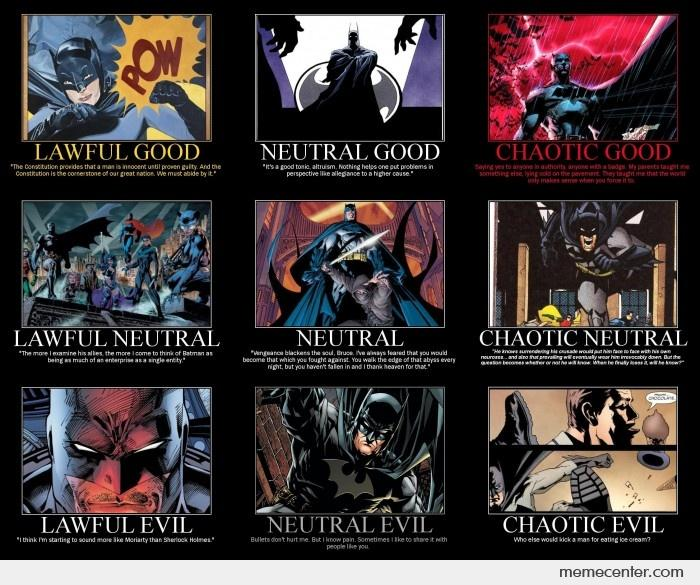 POW
LAWFUL GOOD
"The Constitution provides that a man is innocent until proven guilty. And the
Constitution is the cornerstone of our great nation. We must abide by it."
NEUTRAL GOOD
"It's a good tonic, altruism. Nothing helps one put problems in
perspective like allegiance to a higher cause."
CHAOTIC GOOD
Saying yes to anyone in authority, anyone with a badge. My parents taught me
something else, lying sold on the pavement. They taught me that the world
only makes sense when you force it to.
LAWFUL NEUTRAL
"The more I examine his allies, the more I come to think of Batman as
being as much of an enterprise as a single entity"
NEUTRAL
"Vengeance blackens the soul, Bruce. I've always feared that you would
become that which you fought against. You walk the edge of that abyss every
night, but you haven't fallen in and I thank heaven for that."
CHAOTIC NEUTRAL
"He knows surrendering his crusade would put him face to face with his own
neuroses... and also that prevailing will eventually wear him irrevocably down. But the
question becomes whether or not he will know. When he finally loses it, will he know?"
LAWFUL EVIL
"I think I'm starting to sound more like Moriarty than Sherlock Holmes."
NEUTRAL EVIL
Bullets don't hurt me. But I know pain. Sometimes I like to share it with
people like you.
CHOCOLATE.
CHAOTIC EVIL
Who else would kick a man for eating ice cream?
memecenter.com